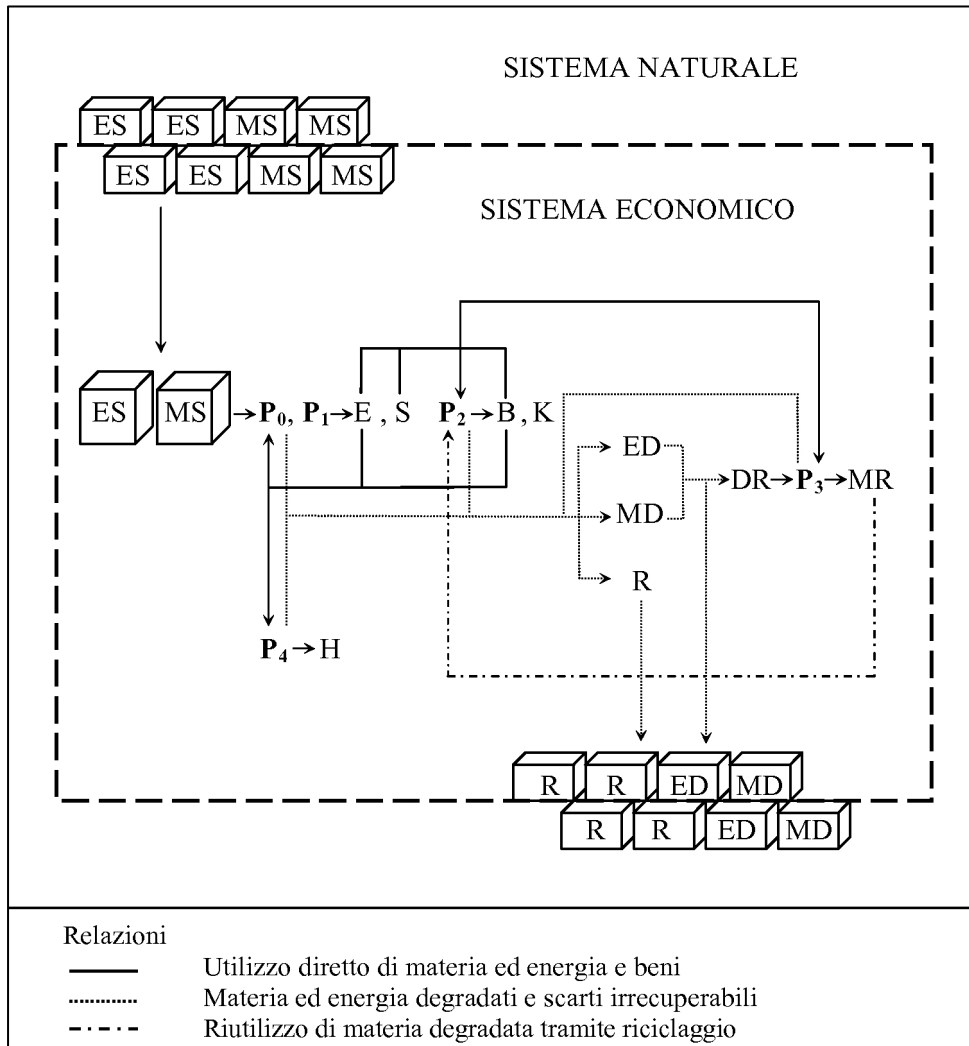 SISTEMA NATURALE
ES ES MS MS
ES ES MS MS
SISTEMA ECONOMICO
ES MS P0, P1 E , S P2 B , K
ED
DR P3 MR
MD
R
P4 H
R R ED MD
R R ED MD
Relazioni
Utilizzo diretto di materia ed energia e beni
Materia ed energia degradati e scarti irrecuperabili
Riutilizzo di materia degradata tramite riciclaggio